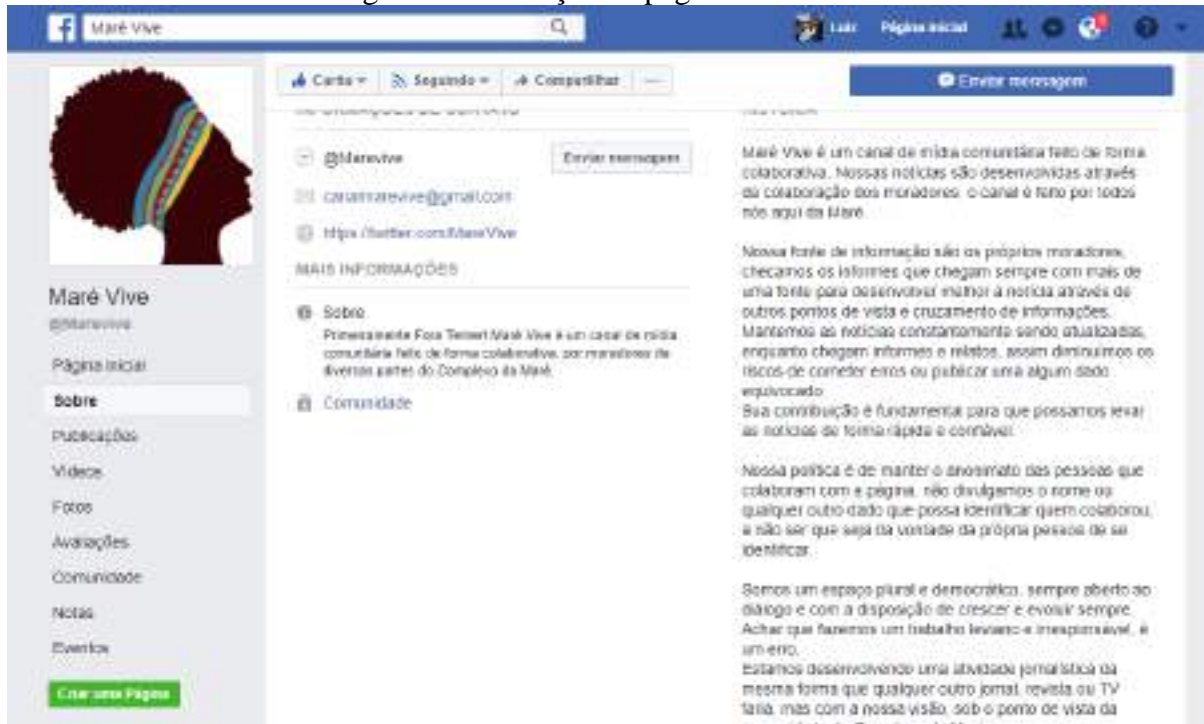 Maré Vive
Luiz
Página inicial
Curtiu
Seguindo
Compartilhar
Enviar mensagem
Maré Vive
@Marevive
Página inicial
Sobre
Publicações
Vídeos
Fotos
Avaliações
Comunidade
Notas
Eventos
Criar uma Página
@Marevive
Enviar mensagem
canalmarevive@gmail.com
https://twitter.com/MareVive
MAIS INFORMAÇÕES
Sobre
Primeiramente Fora Temer! Maré Vive é um canal de mídia
comunitária feito de forma colaborativa, por moradores de
diversas partes do Complexo da Maré.
Comunidade
Maré Vive é um canal de mídia comunitária feito de forma
colaborativa. Nossas notícias são desenvolvidas através
da colaboração dos moradores, o canal é feito por todos
nós aqui da Maré.
Nossa fonte de informação são os próprios moradores,
checamos os informes que chegam sempre com mais de
uma fonte para desenvolver melhor a notícia através de
outros pontos de vista e cruzamento de informações.
Mantemos as notícias constantemente sendo atualizadas,
enquanto chegam informes e relatos, assim diminuimos os
riscos de cometer erros ou publicar uma algum dado
equivocado
Sua contribuição é fundamental para que possamos levar
as notícias de forma rápida e confiável.
Nossa política é de manter o anonimato das pessoas que
colaboram com a página, não divulgamos o nome ou
qualquer outro dado que possa identificar quem colaborou,
a não ser que seja da vontade da própria pessoa de se
identificar.
Somos um espaço plural e democrático, sempre aberto ao
diálogo e com a disposição de crescer e evoluir sempre.
Achar que fazemos um trabalho leviano e irresponsável, é
um erro.
Estamos desenvolvendo uma atividade jornalística da
mesma forma que qualquer outro jornal, revista ou TV
faria, mas com a nossa visão, sob o ponto de vista da